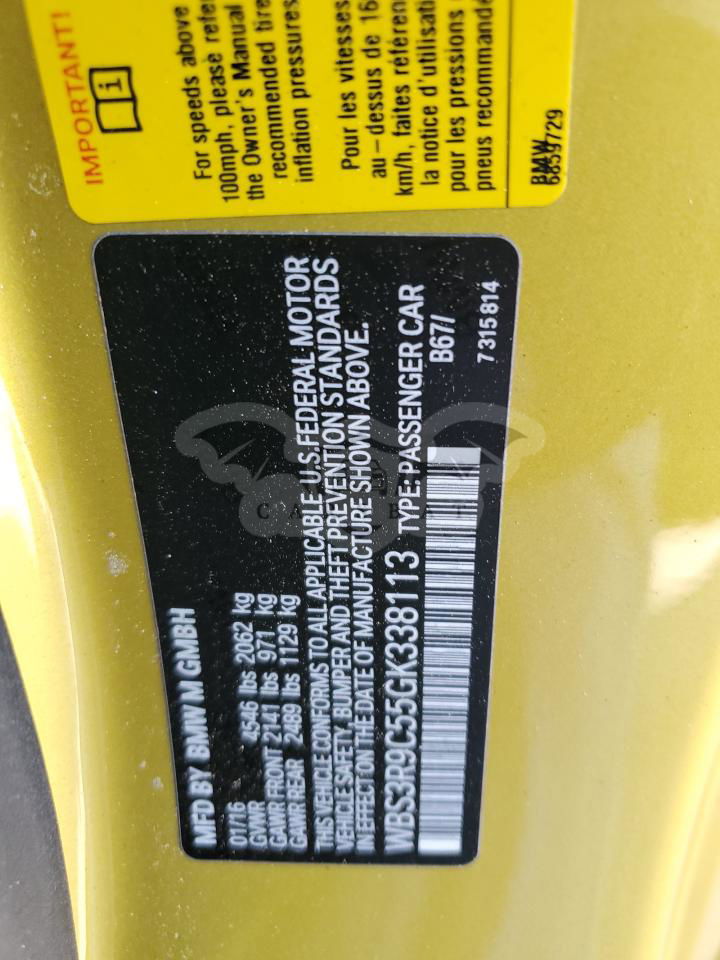 IMPORTANT!
For speeds above
100mph, please refer
the Owner's Manual
recommended tire
inflation pressures
Pour les vitesses
au-dessus de 16
km/h, faites référen
la notice d'utilisati
pour les pressions
pneus recommandé
BMW
6859729
MFD BY BMW M GMBH
01/16
GVWR 4546 lbs 2062 kg
GAWR FRONT 2141 lbs 971 kg
GAWR REAR 2489 lbs 1129 kg
THIS VEHICLE CONFORMS TO ALL APPLICABLE U.S.FEDERAL MOTOR
VEHICLE SAFETY, BUMPER AND THEFT PREVENTION STANDARDS
IN EFFECT ON THE DATE OF MANUFACTURE SHOWN ABOVE.
WBS3R9C55GK338113 TYPE: PASSENGER CAR
B67/
7 315 814